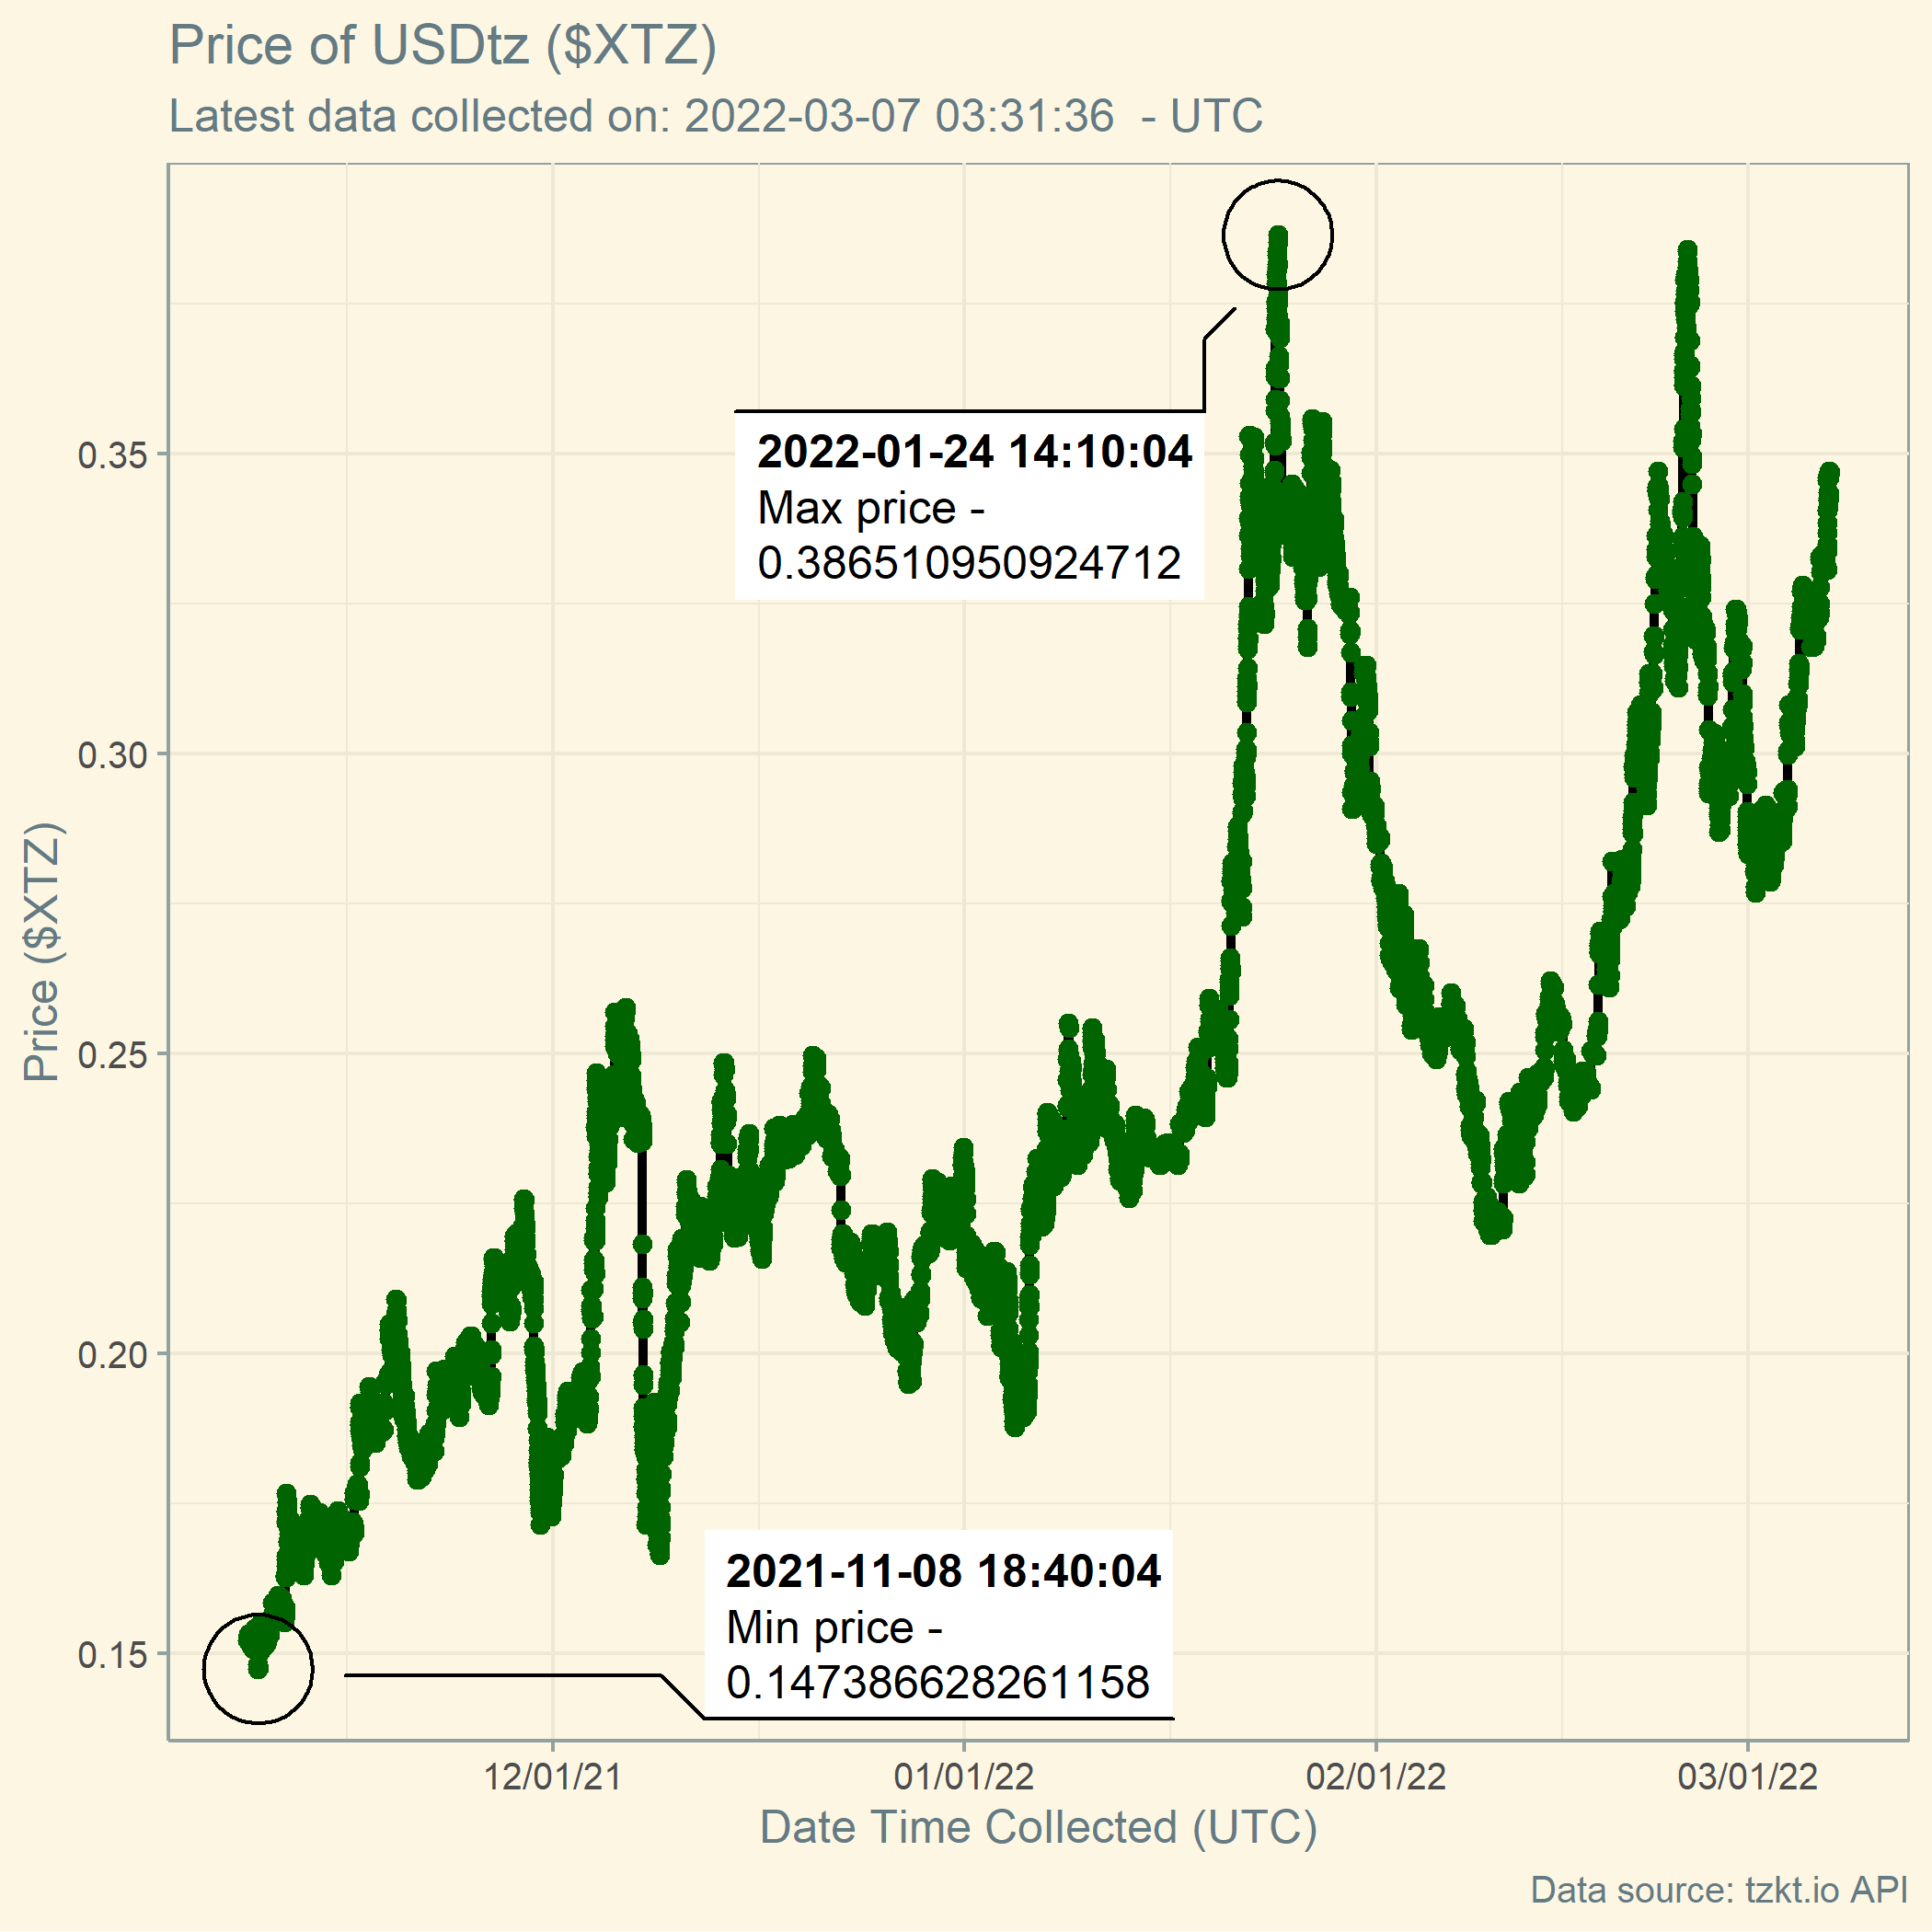 Price of USDtz ($XTZ)
Latest data collected on: 2022-03-07 03:31:36  - UTC
2022-01-24 14:10:04
Max price -
0.386510950924712
0.35
0.30
Price ($XTZ)
0.25
0.20
0.15
2021-11-08 18:40:04
Min price -
0.147386628261158
12/01/21
01/01/22
02/01/22
03/01/22
Date Time Collected (UTC)
Data source: tzkt.io API